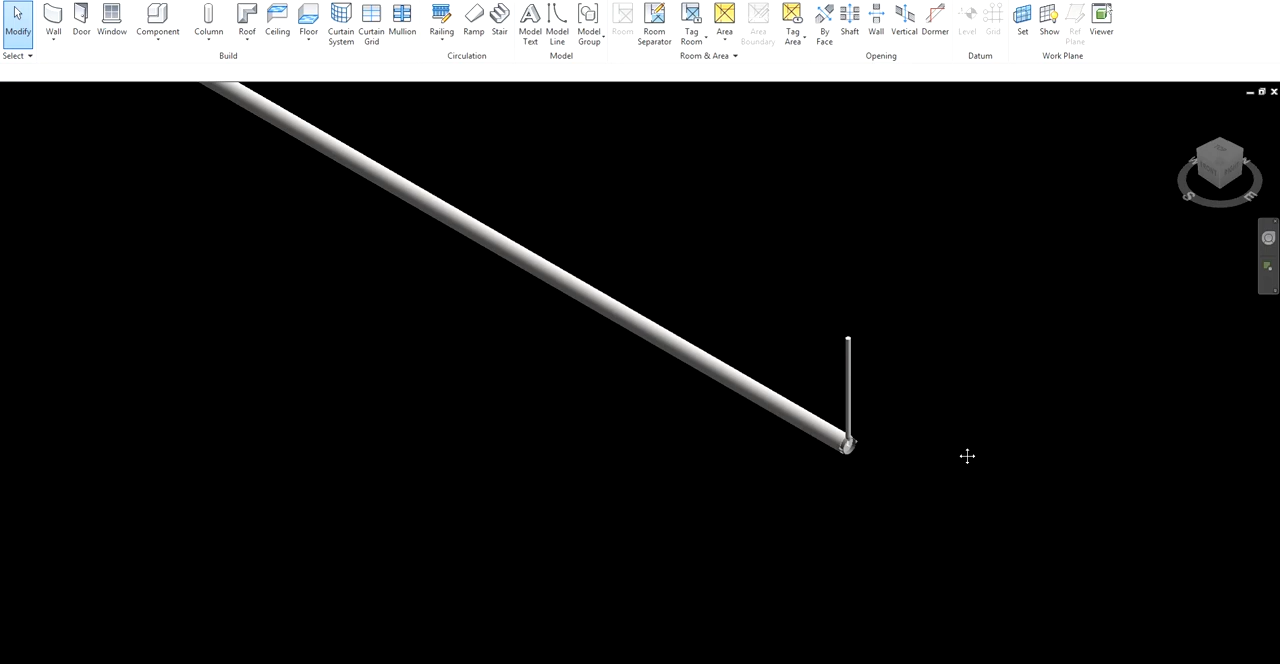 Modify Wall Door Window Component Column Roof Ceiling Floor Curtain System Curtain Grid Mullion Railing Ramp Stair Model Text Model Line Model Group Room Room Separator Tag Room Area Area Boundary Tag Area By Face Shaft Wall Vertical Dormer Level Grid Set Show Ref Plane Viewer
Select Build Circulation Model Room & Area Opening Datum Work Plane
S E